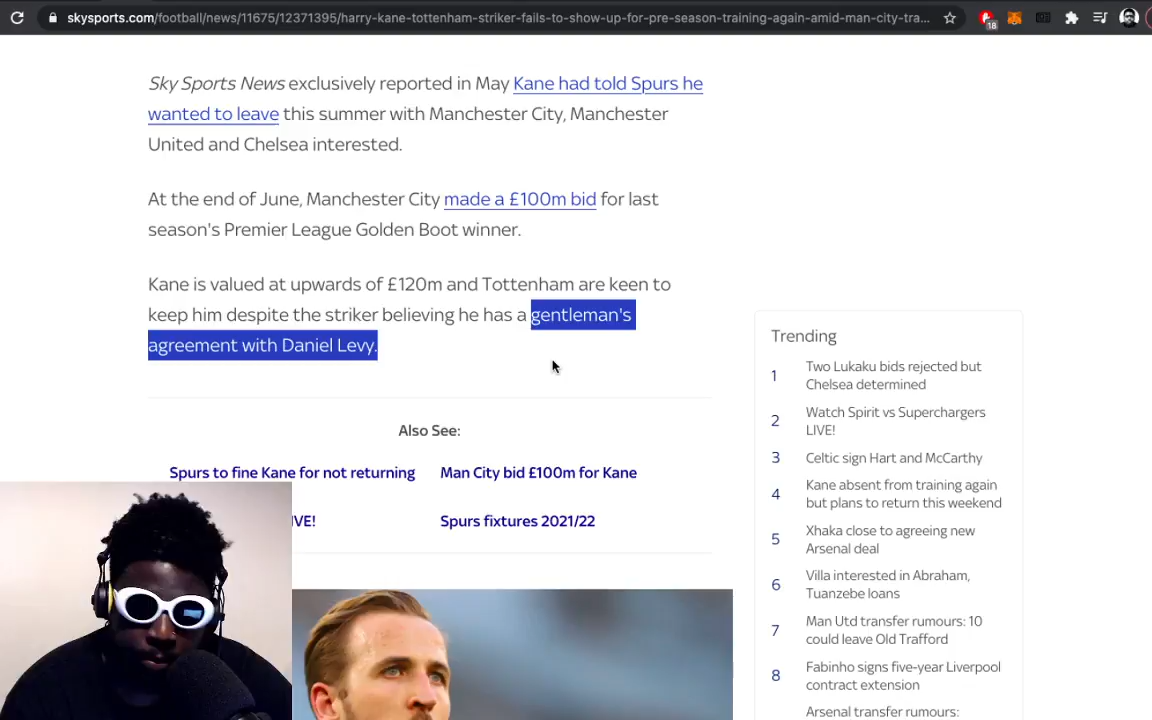 skysports.com/football/news/11675/12371395/harry-kane-tottenham-striker-fails-to-show-up-for-pre-season-training-again-amid-man-city-tra...
18
Sky Sports News exclusively reported in May Kane had told Spurs he
wanted to leave this summer with Manchester City, Manchester
United and Chelsea interested.
At the end of June, Manchester City made a £100m bid for last
season's Premier League Golden Boot winner.
Kane is valued at upwards of £120m and Tottenham are keen to
keep him despite the striker believing he has a gentleman's
agreement with Daniel Levy.
Also See:
Spurs to fine Kane for not returning
Man City bid £100m for Kane
IVE!
Spurs fixtures 2021/22
Trending
1 Two Lukaku bids rejected but
Chelsea determined
2 Watch Spirit vs Superchargers
LIVE!
3 Celtic sign Hart and McCarthy
4 Kane absent from training again
but plans to return this weekend
5 Xhaka close to agreeing new
Arsenal deal
6 Villa interested in Abraham,
Tuanzebe loans
7 Man Utd transfer rumours: 10
could leave Old Trafford
8 Fabinho signs five-year Liverpool
contract extension
Arsenal transfer rumours: